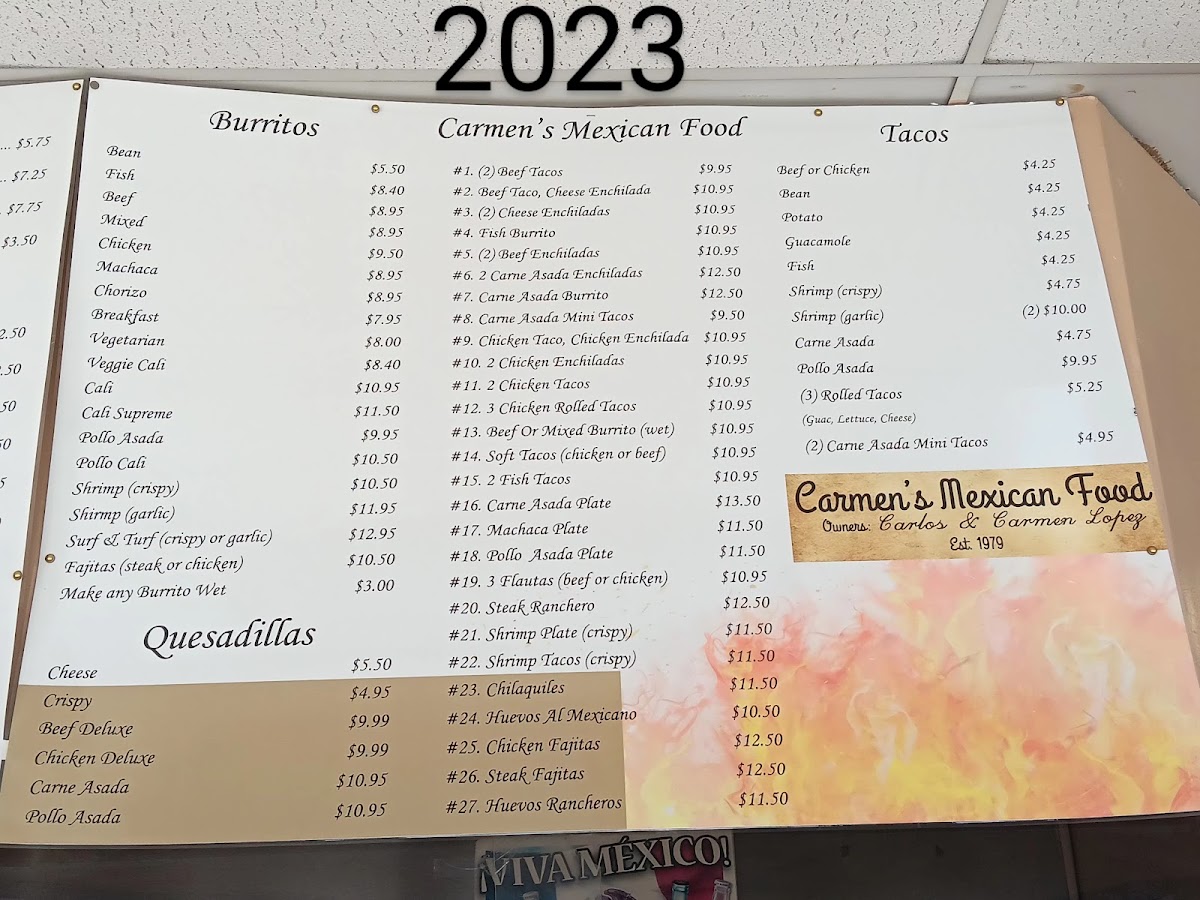 2023
... $5.75
.. $7.25
. $7.75
$3.50
2.50
.50
50
Burritos
Bean $5.50
Fish $8.40
Beef $8.95
Mixed $8.95
Chicken $9.50
Machaca $8.95
Chorizo $8.95
Breakfast $7.95
Vegetarian $8.00
Veggie Cali $8.40
Cali $10.95
Cali Supreme $11.50
Pollo Asada $9.95
Pollo Cali $10.50
Shrimp (crispy) $10.50
Shirmp (garlic) $11.95
Surf & Turf (crispy or garlic) $12.95
Fajitas (steak or chicken) $10.50
Make any Burrito Wet $3.00
Quesadillas
Cheese $5.50
Crispy $4.95
Beef Deluxe $9.99
Chicken Deluxe $9.99
Carne Asada $10.95
Pollo Asada $10.95
Carmen's Mexican Food
#1. (2) Beef Tacos $9.95
#2. Beef Taco, Cheese Enchilada $10.95
#3. (2) Cheese Enchiladas $10.95
#4. Fish Burrito $10.95
#5. (2) Beef Enchiladas $10.95
#6. 2 Carne Asada Enchiladas $12.50
#7. Carne Asada Burrito $12.50
#8. Carne Asada Mini Tacos $9.50
#9. Chicken Taco, Chicken Enchilada $10.95
#10. 2 Chicken Enchiladas $10.95
#11. 2 Chicken Tacos $10.95
#12. 3 Chicken Rolled Tacos $10.95
#13. Beef Or Mixed Burrito (wet) $10.95
#14. Soft Tacos (chicken or beef) $10.95
#15. 2 Fish Tacos $10.95
#16. Carne Asada Plate $13.50
#17. Machaca Plate $11.50
#18. Pollo Asada Plate $11.50
#19. 3 Flautas (beef or chicken) $10.95
#20. Steak Ranchero $12.50
#21. Shrimp Plate (crispy) $11.50
#22. Shrimp Tacos (crispy) $11.50
#23. Chilaquiles $11.50
#24. Huevos Al Mexicano $10.50
#25. Chicken Fajitas $12.50
#26. Steak Fajitas $12.50
#27. Huevos Rancheros $11.50
Tacos
Beef or Chicken $4.25
Bean $4.25
Potato $4.25
Guacamole $4.25
Fish $4.25
Shrimp (crispy) $4.75
Shrimp (garlic) (2) $10.00
Carne Asada $4.75
Pollo Asada $9.95
(3) Rolled Tacos $5.25
(Guac, Lettuce, Cheese)
(2) Carne Asada Mini Tacos $4.95
Carmen's Mexican Food
Owners: Carlos & Carmen Lopez
Est. 1979
¡VIVA MÉXICO!